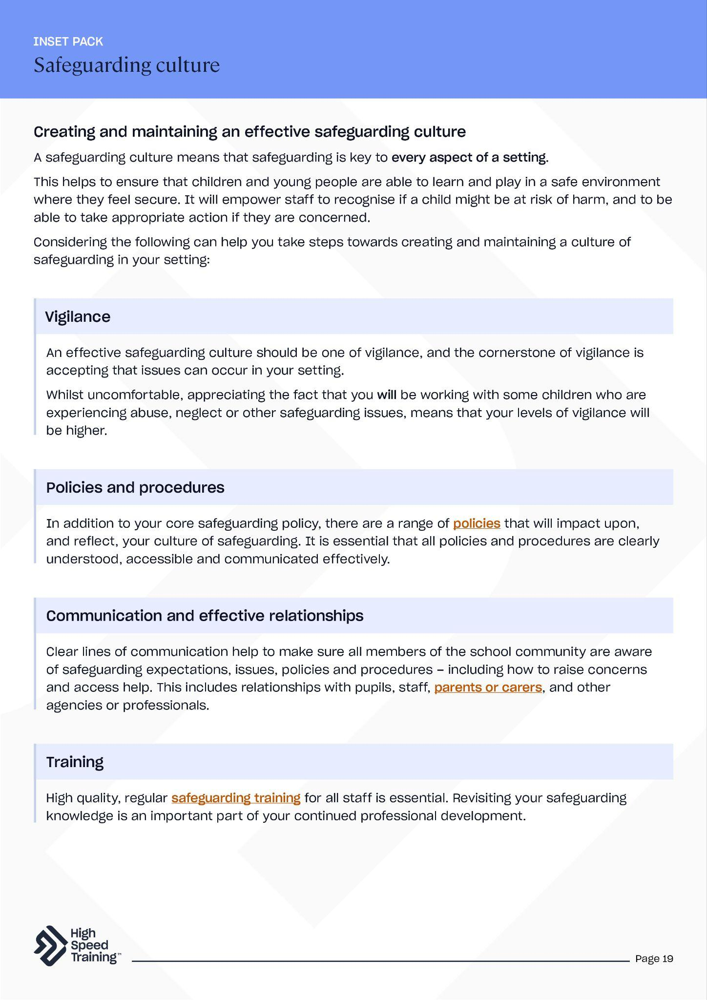 INSET PACK
Safeguarding culture
Creating and maintaining an effective safeguarding culture
A safeguarding culture means that safeguarding is key to every aspect of a setting.
This helps to ensure that children and young people are able to learn and play in a safe environment
where they feel secure. It will empower staff to recognise if a child might be at risk of harm, and to be
able to take appropriate action if they are concerned.
Considering the following can help you take steps towards creating and maintaining a culture of
safeguarding in your setting:
Vigilance
An effective safeguarding culture should be one of vigilance, and the cornerstone of vigilance is
accepting that issues can occur in your setting.
Whilst uncomfortable, appreciating the fact that you will be working with some children who are
experiencing abuse, neglect or other safeguarding issues, means that your levels of vigilance will
be higher.
Policies and procedures
In addition to your core safeguarding policy, there are a range of policies that will impact upon,
and reflect, your culture of safeguarding. It is essential that all policies and procedures are clearly
understood, accessible and communicated effectively.
Communication and effective relationships
Clear lines of communication help to make sure all members of the school community are aware
of safeguarding expectations, issues, policies and procedures – including how to raise concerns
and access help. This includes relationships with pupils, staff, parents or carers, and other
agencies or professionals.
Training
High quality, regular safeguarding training for all staff is essential. Revisiting your safeguarding
knowledge is an important part of your continued professional development.
High
Speed
Training™
Page 19